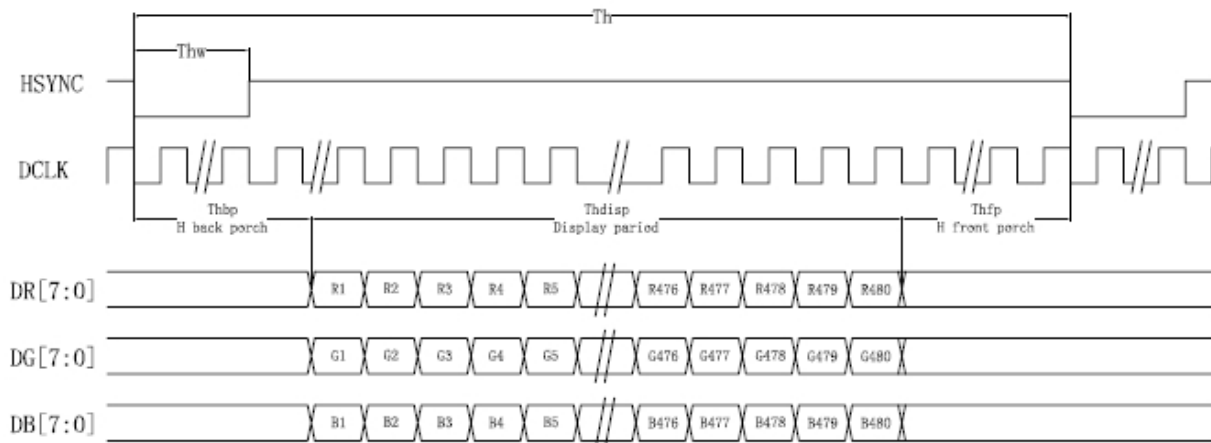 Th
Thw
HSYNC
DCLK
Thbp Thdisp Thfp
H back porch Display pariod H front porch
DR[7:0] R1 R2 R3 R4 R5 R476 R477 R478 R479 R480
DG[7:0] G1 G2 G3 G4 G5 G476 G477 G478 G479 G480
DB[7:0] B1 B2 B3 B4 B5 B476 B477 B478 B479 B480